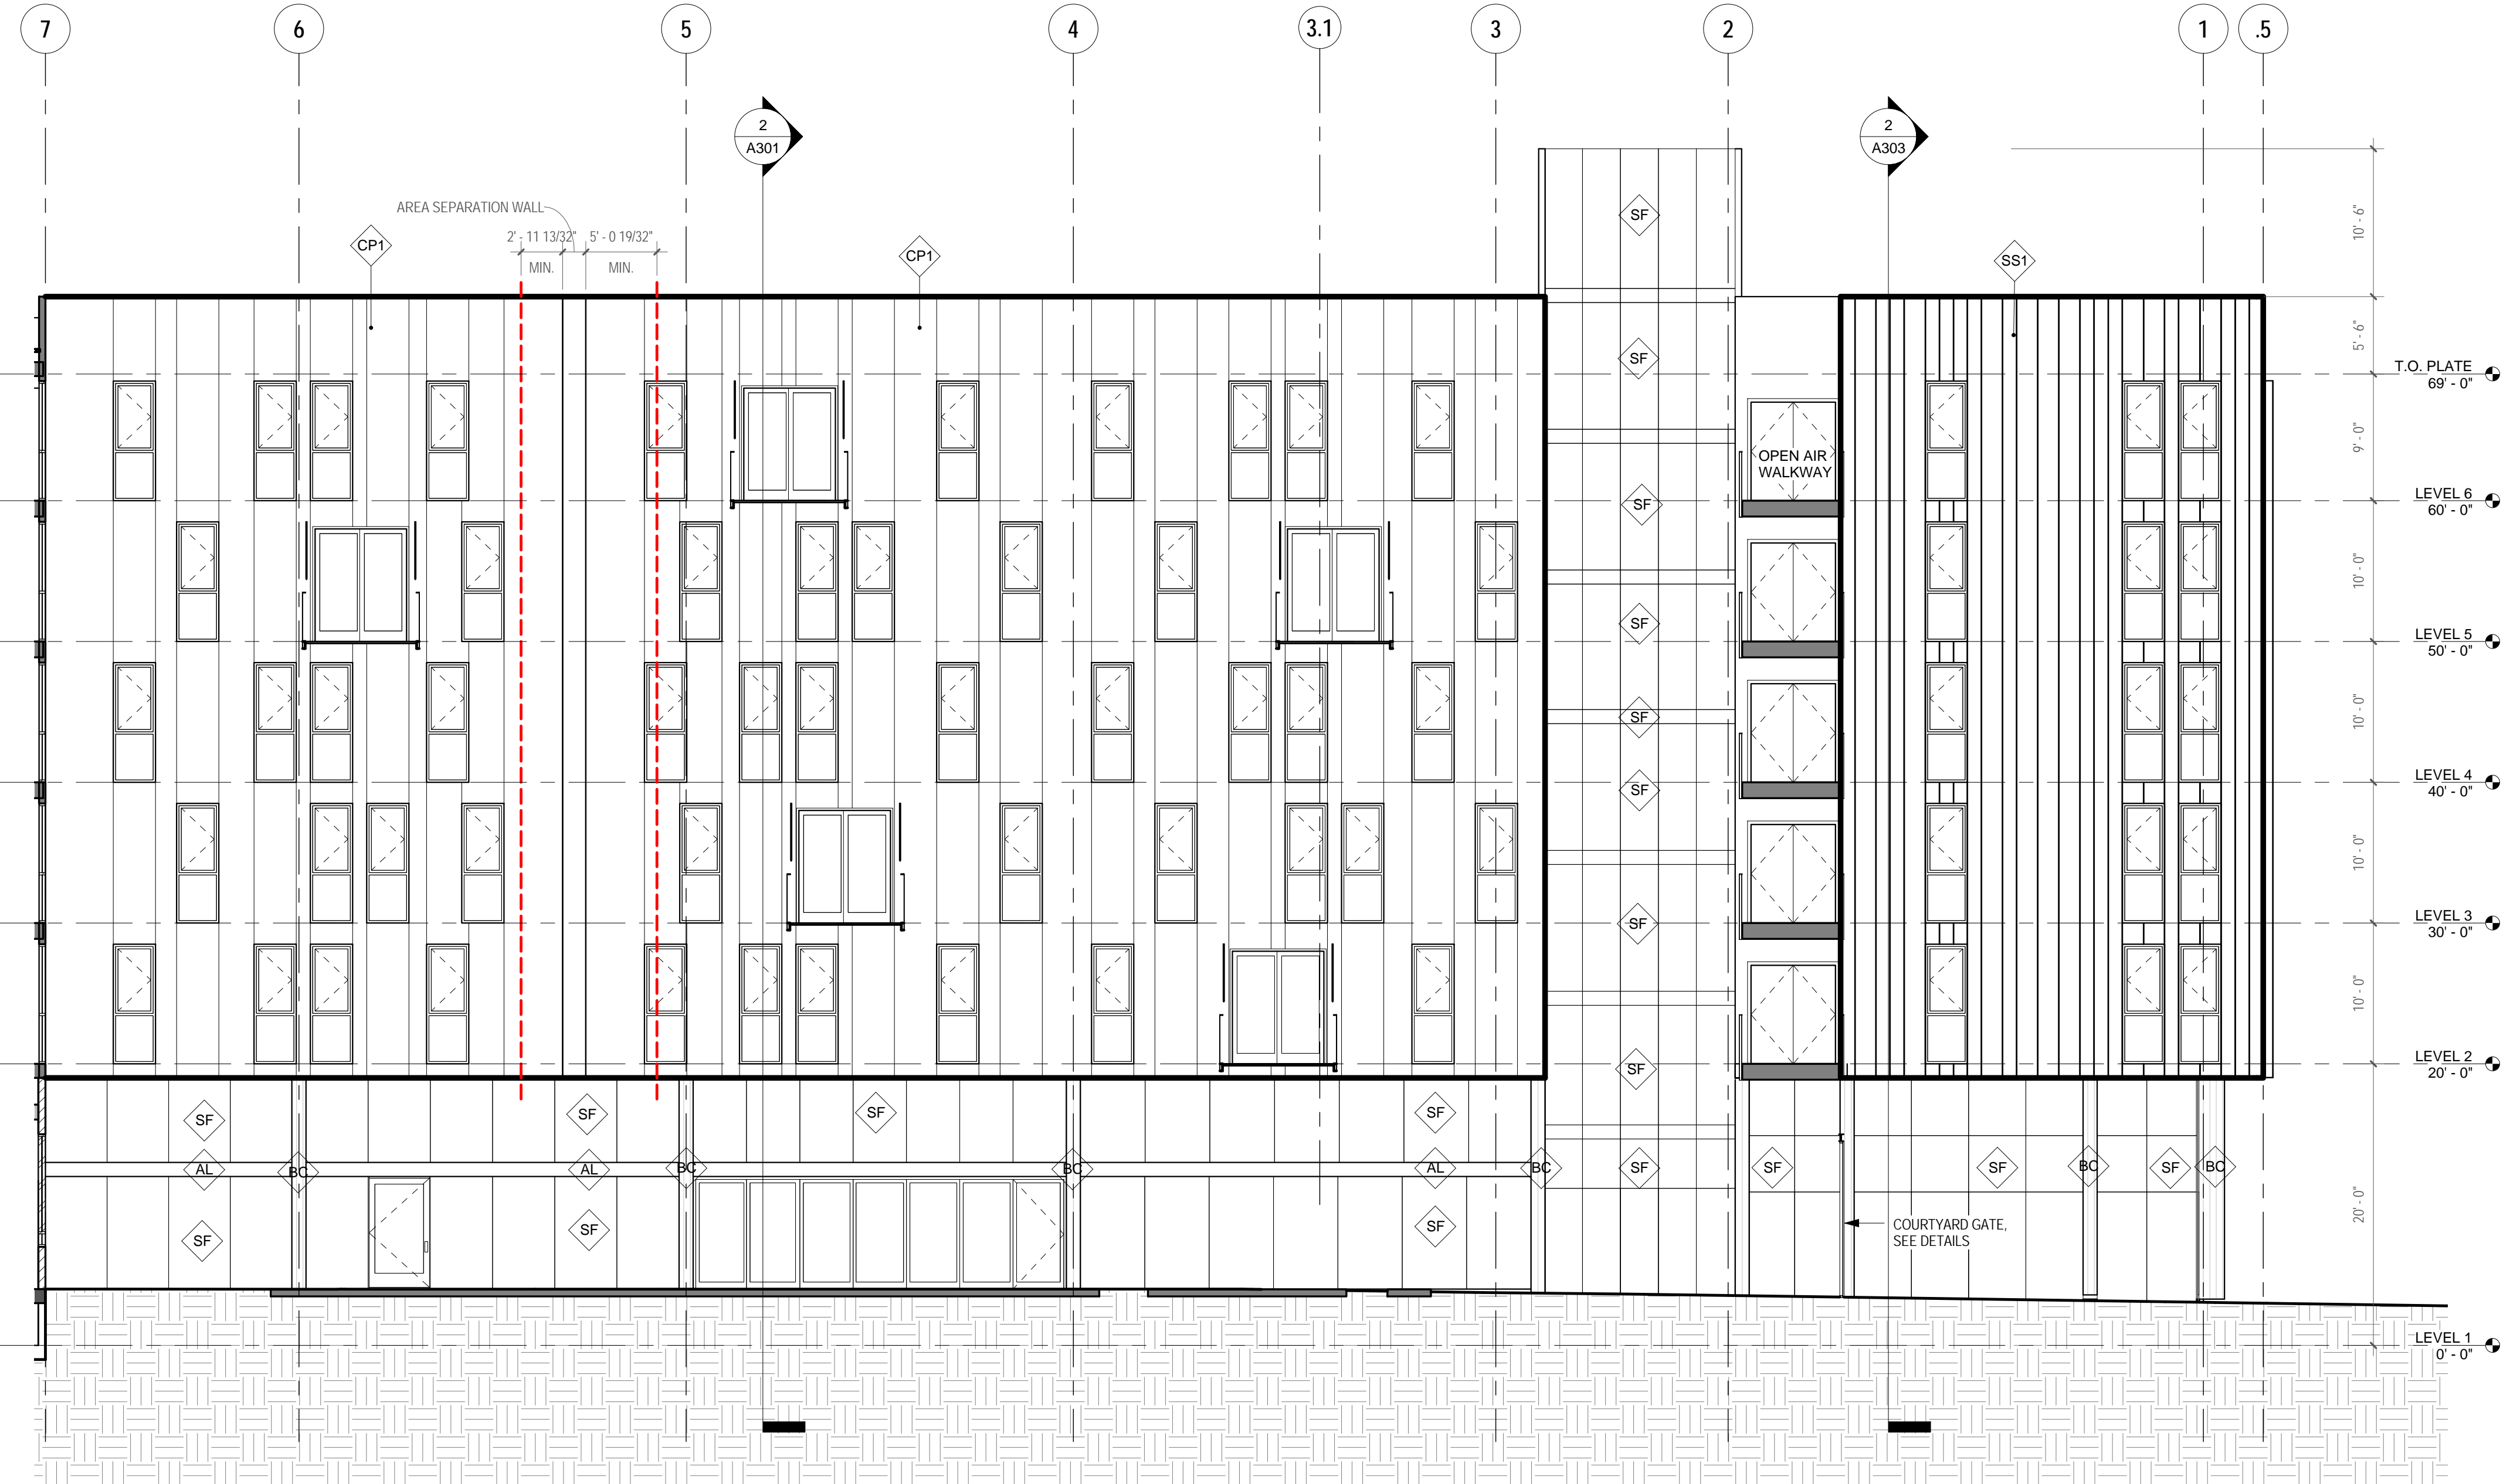 7
6
5
4
3.1
3
2
1
.5
2
A301
2
A303
AREA SEPARATION WALL
2' - 11 13/32"
5' - 0 19/32"
MIN.
MIN.
CP1
CP1
SF
SS1
10' - 6"
5' - 6"
SF
T.O. PLATE
69' - 0"
9' - 0"
OPEN AIR
WALKWAY
LEVEL 6
60' - 0"
SF
10' - 0"
SF
LEVEL 5
50' - 0"
10' - 0"
SF
LEVEL 4
40' - 0"
SF
10' - 0"
LEVEL 3
30' - 0"
SF
10' - 0"
LEVEL 2
20' - 0"
SF
SF
SF
SF
SF
AL
BC
AL
BC
BC
AL
BC
SF
SF
SF
BC
SF
BC
SF
SF
SF
20' - 0"
COURTYARD GATE,
SEE DETAILS
LEVEL 1
0' - 0"